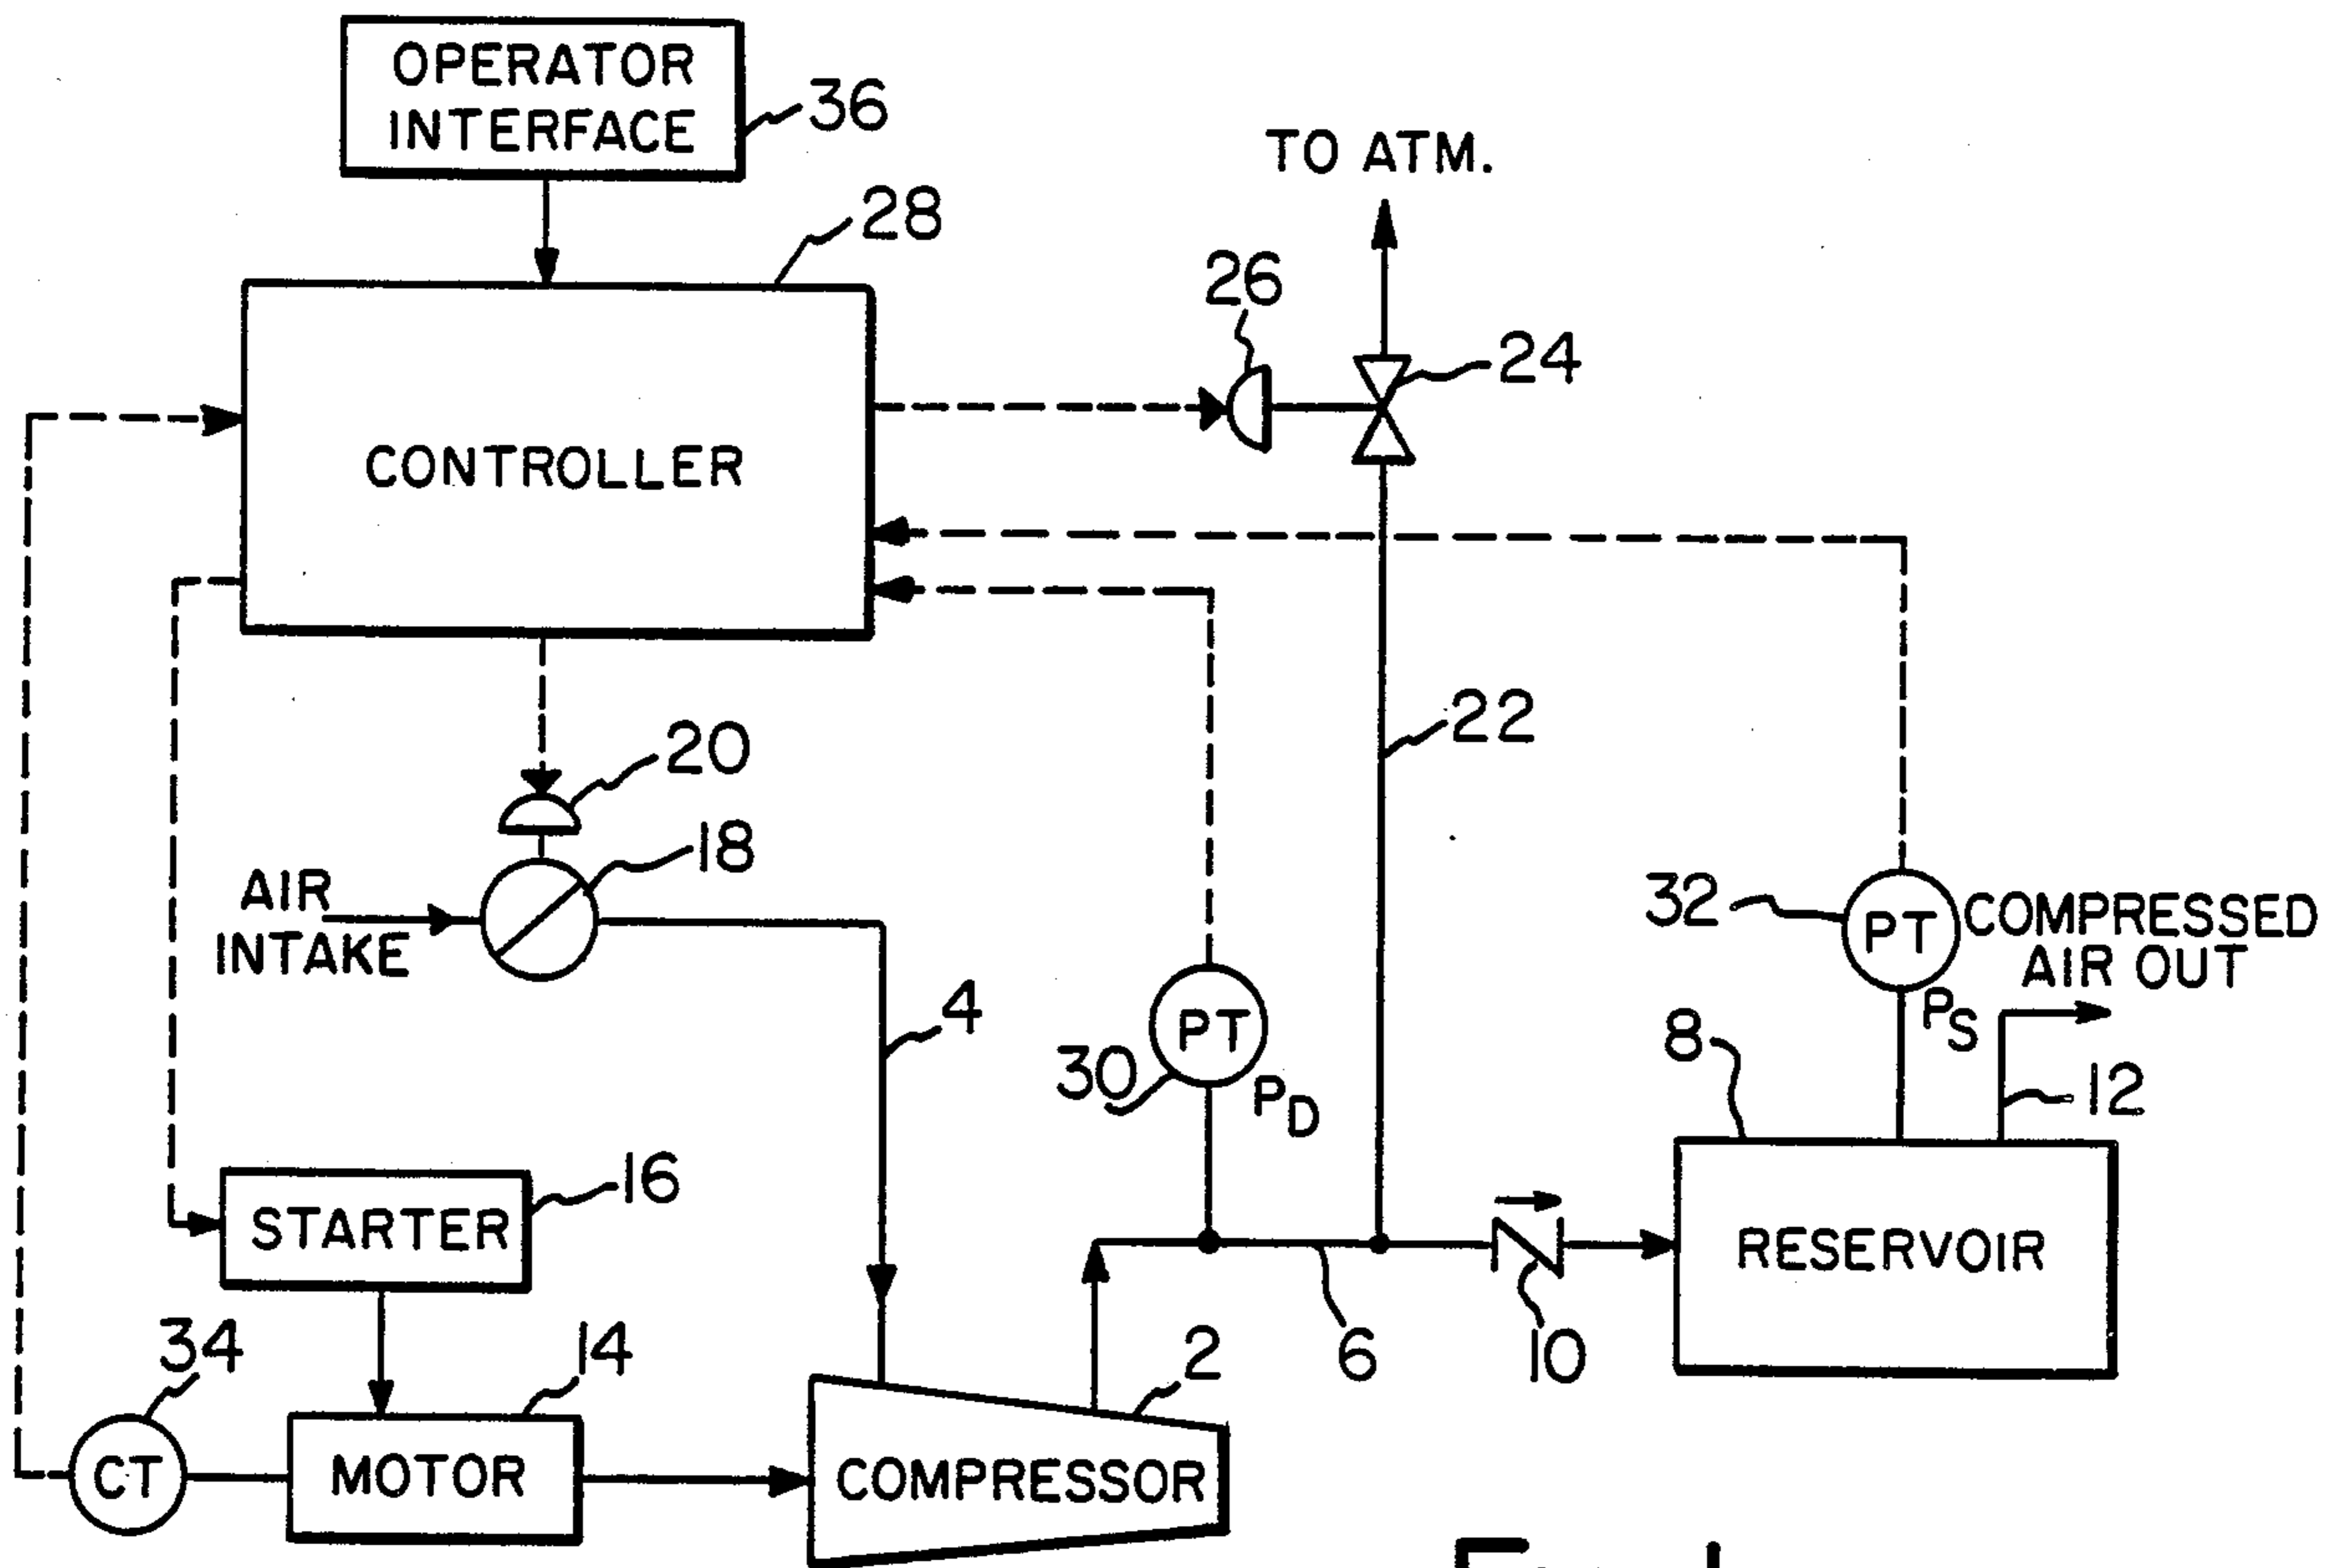 OPERATOR
INTERFACE
36
TO ATM.
28
26
24
CONTROLLER
22
20
18
AIR
INTAKE
32
PT
COMPRESSED
AIR OUT
4
PT
30
PD
PS
8
12
16
STARTER
RESERVOIR
34
14
2
6
10
CT
MOTOR
COMPRESSOR